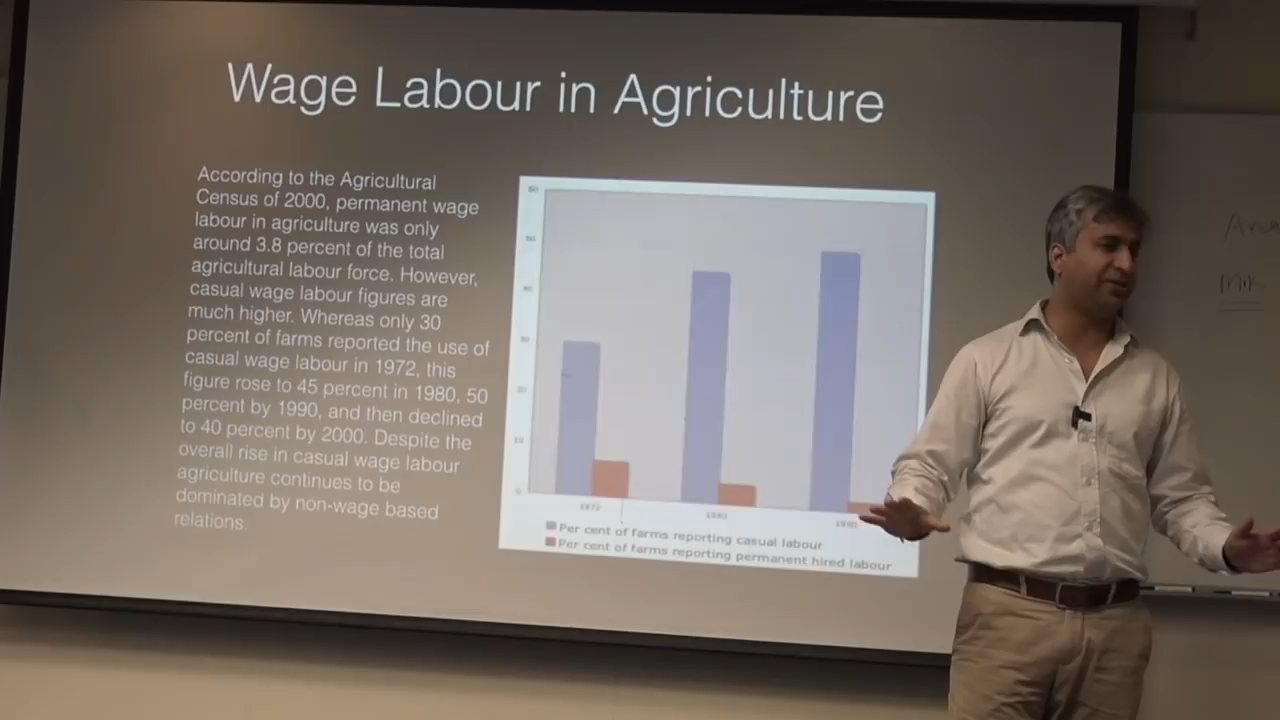 Wage Labour in Agriculture
According to the Agricultural
Census of 2000, permanent wage
labour in agriculture was only
around 3.8 percent of the total
agricultural labour force. However,
casual wage labour figures are
much higher. Whereas only 30
percent of farms reported the use of
casual wage labour in 1972, this
figure rose to 45 percent in 1980, 50
percent by 1990, and then declined
to 40 percent by 2000. Despite the
overall rise in casual wage labour
agriculture continues to be
dominated by non-wage based
relations.
10
0
1972
1980
1990
Per cent of farms reporting casual labour
Per cent of farms reporting permanent hired labour